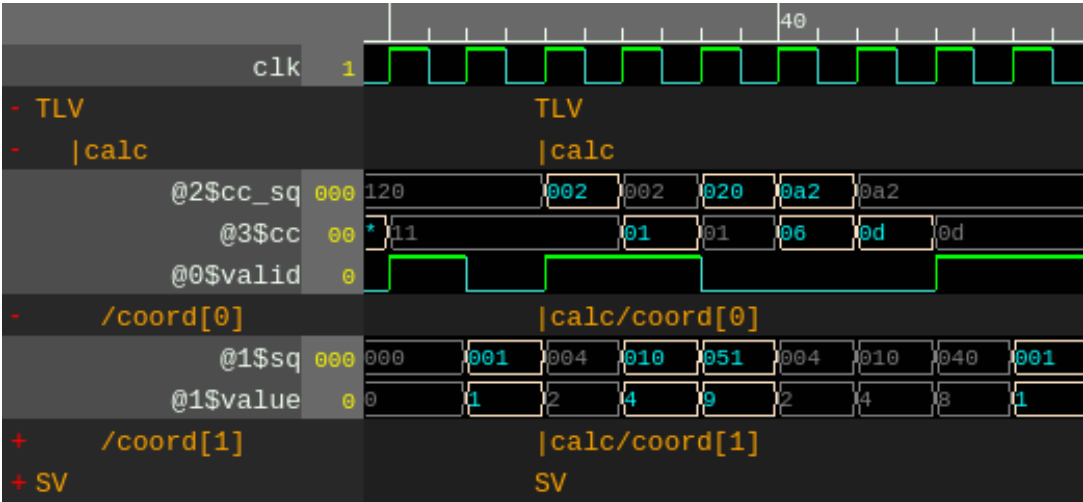 40
clk 1
- TLV TLV
- |calc |calc
@2$cc_sq 000 120 002 002 020 0a2 0a2
@3$cc 00 * 11 01 01 06 0d 0d
@0$valid 0
- /coord[0] |calc/coord[0]
@1$sq 000 000 001 004 010 051 004 010 040 001
@1$value 0 0 1 2 4 9 2 4 8 1
+ /coord[1] |calc/coord[1]
+ SV SV